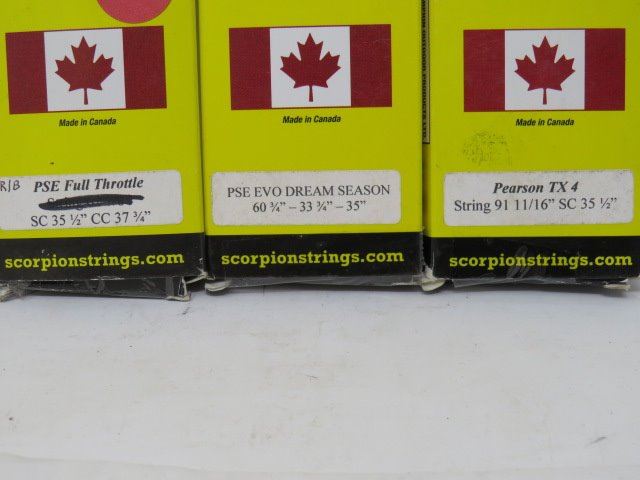 Made in Canada
R/B PSE Full Throttle
SC 35 ½” CC 37 ¾”
scorpionstrings.com
Made in Canada
PSE EVO DREAM SEASON
60 ¾” – 33 ¾” – 35”
scorpionstrings.com
Made in Canada
Pearson TX 4
String 91 11/16” SC 35 ½”
scorpionstrings.com